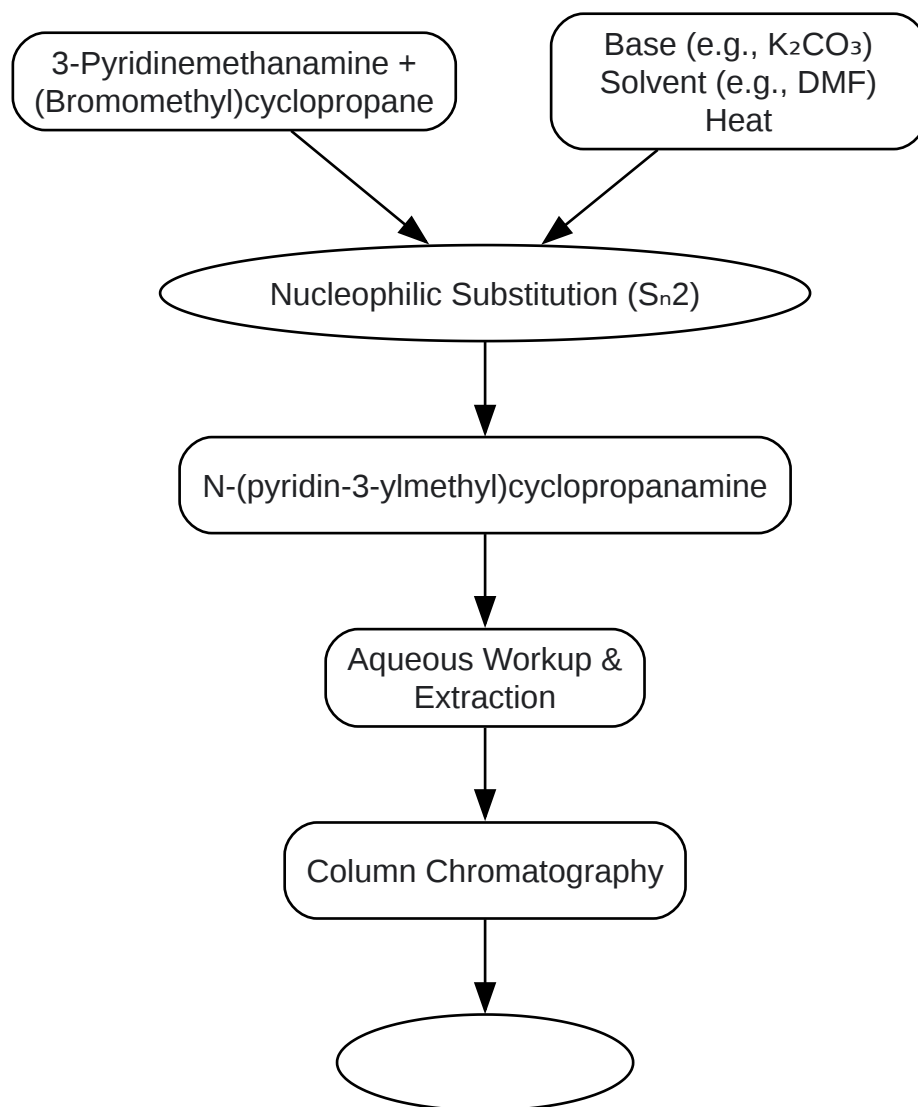 3-Pyridinemethanamine +
(Bromomethyl)cyclopropane
Base (e.g., K₂CO₃)
Solvent (e.g., DMF)
Heat
Nucleophilic Substitution (Sₙ2)
N-(pyridin-3-ylmethyl)cyclopropanamine
Aqueous Workup &
Extraction
Column Chromatography